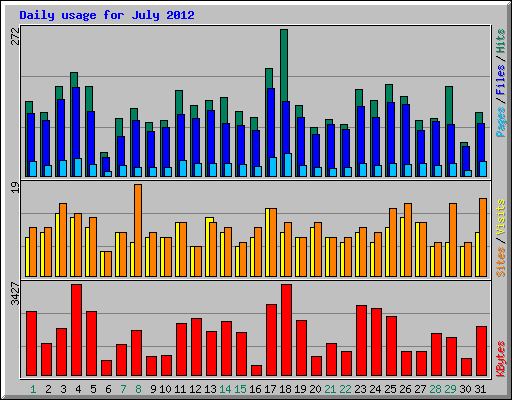 Daily usage for July 2012
272
Pages / Files / Hits
19
Sites / Visits
3427
KBytes
1 2 3 4 5 6 7 8 9 10 11 12 13 14 15 16 17 18 19 20 21 22 23 24 25 26 27 28 29 30 31